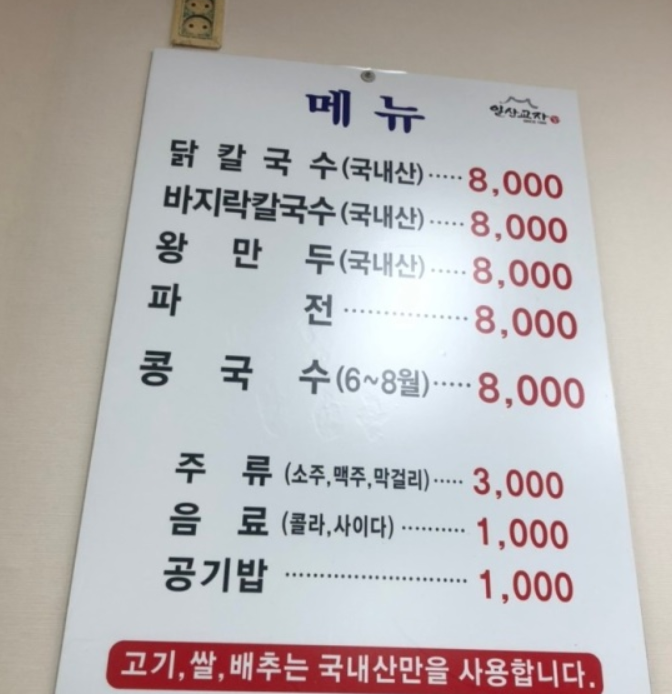 메뉴
일산교자
닭칼국수(국내산)·····8,000
바지락칼국수(국내산)·····8,000
왕만두(국내산)·····8,000
파전················8,000
콩국수(6~8월)·····8,000
주류(소주,맥주,막걸리)·····3,000
음료(콜라,사이다)··········1,000
공기밥····························1,000
고기,쌀,배추는 국내산만을 사용합니다.